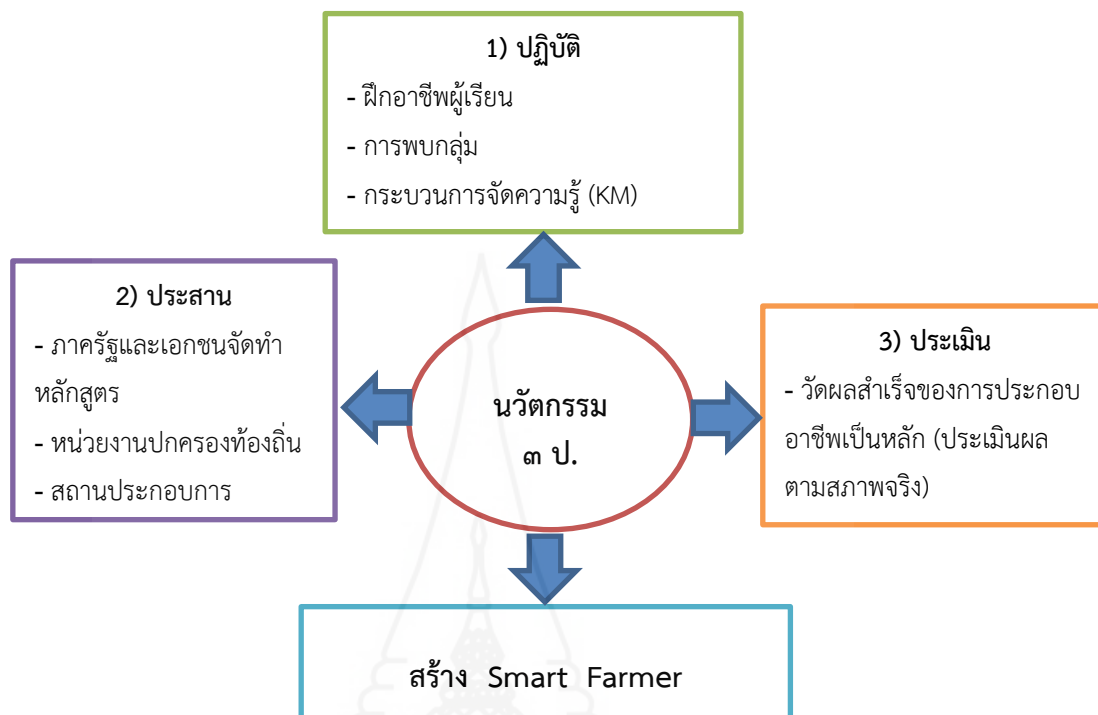 1) ปฏิบัติ
- ฝึกอาชีพผู้เรียน
- การพบกลุ่ม
- กระบวนการจัดความรู้ (KM)
2) ประสาน
- ภาครัฐและเอกชนจัดทำ
หลักสูตร
- หน่วยงานปกครองท้องถิ่น
- สถานประกอบการ
นวัตกรรม
๓ ป.
3) ประเมิน
- วัดผลสำเร็จของการประกอบ
อาชีพเป็นหลัก (ประเมินผล
ตามสภาพจริง)
สร้าง Smart Farmer